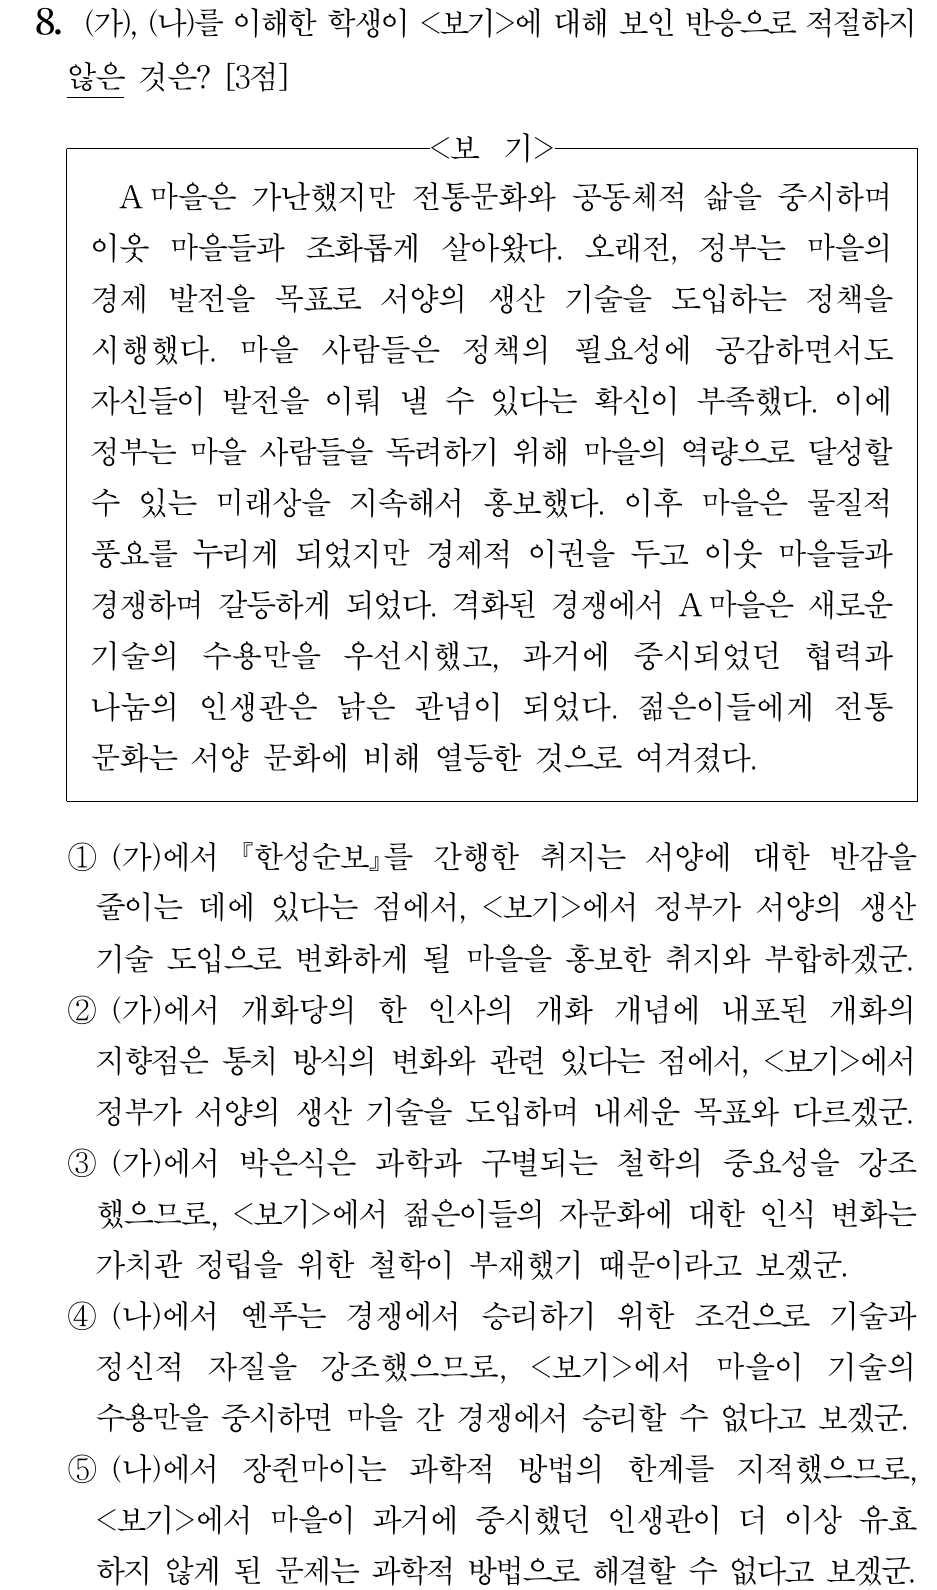 8. (가), (나)를 이해한 학생이 <보기>에 대해 보인 반응으로 적절하지
않은 것은? [3점]
<보 기>
A 마을은 가난했지만 전통문화와 공동체적 삶을 중시하며
이웃 마을들과 조화롭게 살아왔다. 오래전, 정부는 마을의
경제 발전을 목표로 서양의 생산 기술을 도입하는 정책을
시행했다. 마을 사람들은 정책의 필요성에 공감하면서도
자신들이 발전을 이뤄 낼 수 있다는 확신이 부족했다. 이에
정부는 마을 사람들을 독려하기 위해 마을의 역량으로 달성할
수 있는 미래상을 지속해서 홍보했다. 이후 마을은 물질적
풍요를 누리게 되었지만 경제적 이권을 두고 이웃 마을들과
경쟁하며 갈등하게 되었다. 격화된 경쟁에서 A 마을은 새로운
기술의 수용만을 우선시했고, 과거에 중시되었던 협력과
나눔의 인생관은 낡은 관념이 되었다. 젊은이들에게 전통
문화는 서양 문화에 비해 열등한 것으로 여겨졌다.
① (가)에서 『한성순보』를 간행한 취지는 서양에 대한 반감을
줄이는 데에 있다는 점에서, <보기>에서 정부가 서양의 생산
기술 도입으로 변화하게 될 마을을 홍보한 취지와 부합하겠군.
② (가)에서 개화당의 한 인사의 개화 개념에 내포된 개화의
지향점은 통치 방식의 변화와 관련 있다는 점에서, <보기>에서
정부가 서양의 생산 기술을 도입하며 내세운 목표와 다르겠군.
③ (가)에서 박은식은 과학과 구별되는 철학의 중요성을 강조
했으므로, <보기>에서 젊은이들의 자문화에 대한 인식 변화는
가치관 정립을 위한 철학이 부재했기 때문이라고 보겠군.
④ (나)에서 옌푸는 경쟁에서 승리하기 위한 조건으로 기술과
정신적 자질을 강조했으므로, <보기>에서 마을이 기술의
수용만을 중시하면 마을 간 경쟁에서 승리할 수 없다고 보겠군.
⑤ (나)에서 장쥔마이는 과학적 방법의 한계를 지적했으므로,
<보기>에서 마을이 과거에 중시했던 인생관이 더 이상 유효
하지 않게 된 문제는 과학적 방법으로 해결할 수 없다고 보겠군.